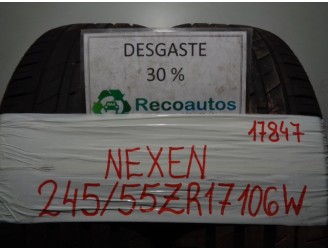 DESGASTE
30 %
Recoautos
17847
NEXEN
245/55ZR17106W